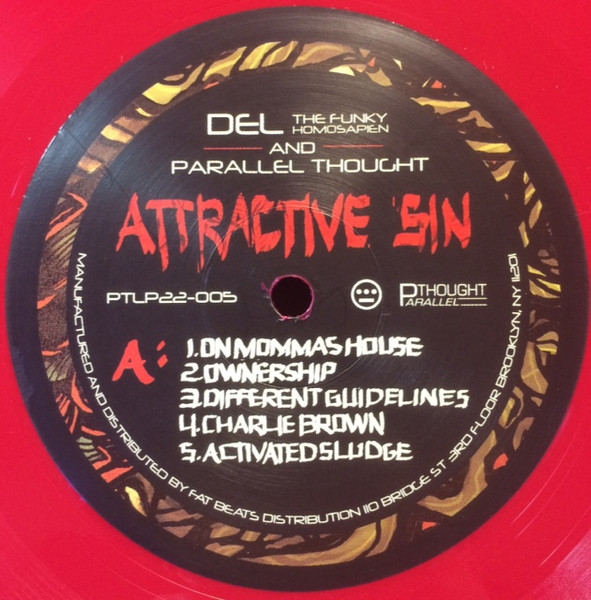 DEL THE FUNKY HOMOSAPIEN
AND
PARALLEL THOUGHT
ATTRACTIVE SIN
PTLP22-005
PTHOUGHT
PARALLEL
A:
1. ON MOMMAS HOUSE
2. OWNERSHIP
3. DIFFERENT GUIDELINES
4. CHARLIE BROWN
5. ACTIVATED SLUDGE
MANUFACTURED AND DISTRIBUTED BY FAT BEATS DISTRIBUTION 110 BRIDGE ST 3RD FLOOR BROOKLYN, NY 11201